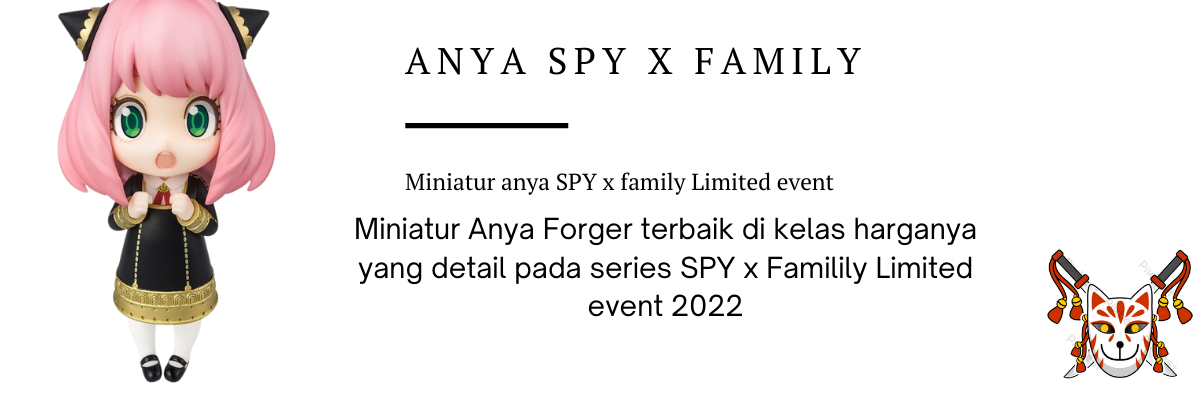 ANYA SPY X FAMILY
Miniatur anya SPY x family Limited event
Miniatur Anya Forger terbaik di kelas harganya
yang detail pada series SPY x Familily Limited
event 2022